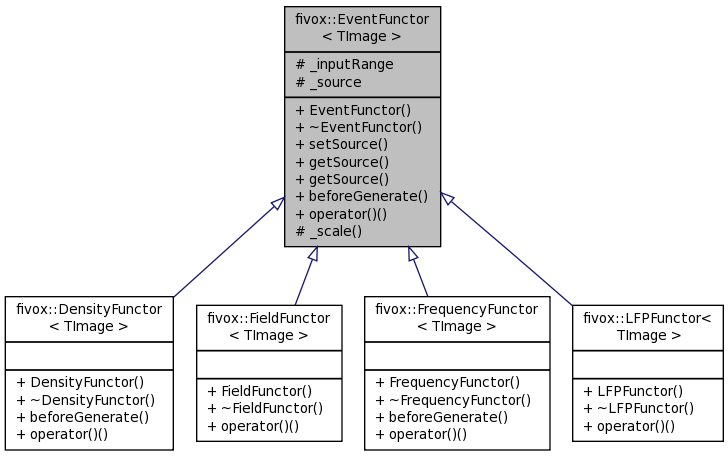 fivox::EventFunctor
< TImage >
# _inputRange
# _source
+ EventFunctor()
+ ~EventFunctor()
+ setSource()
+ getSource()
+ getSource()
+ beforeGenerate()
+ operator()()
# _scale()
fivox::DensityFunctor
< TImage >
+ DensityFunctor()
+ ~DensityFunctor()
+ beforeGenerate()
+ operator()()
fivox::FieldFunctor
< TImage >
+ FieldFunctor()
+ ~FieldFunctor()
+ operator()()
fivox::FrequencyFunctor
< TImage >
+ FrequencyFunctor()
+ ~FrequencyFunctor()
+ beforeGenerate()
+ operator()()
fivox::LFPFunctor<
TImage >
+ LFPFunctor()
+ ~LFPFunctor()
+ operator()()